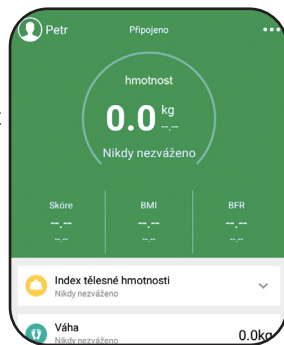 Petr Připojeno •••
hmotnost
0.0 kg
--.--
Nikdy nezváženo
Skóre BMI BFR
--.-- --.-- --.--
--.-- --.-- --.--
Index tělesné hmotnosti
Nikdy nezváženo
Váha 0.0kg
Nikdy nezváženo